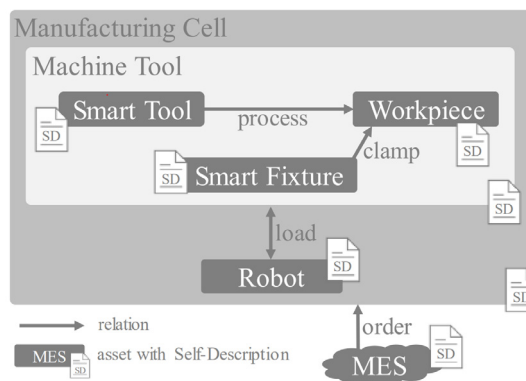 Manufacturing Cell
Machine Tool
Smart Tool
SD
process
Workpiece
SD
clamp
SD
Smart Fixture
SD
load
SD
Robot
SD
relation
order
SD
MES
SD
asset with Self-Description
MES